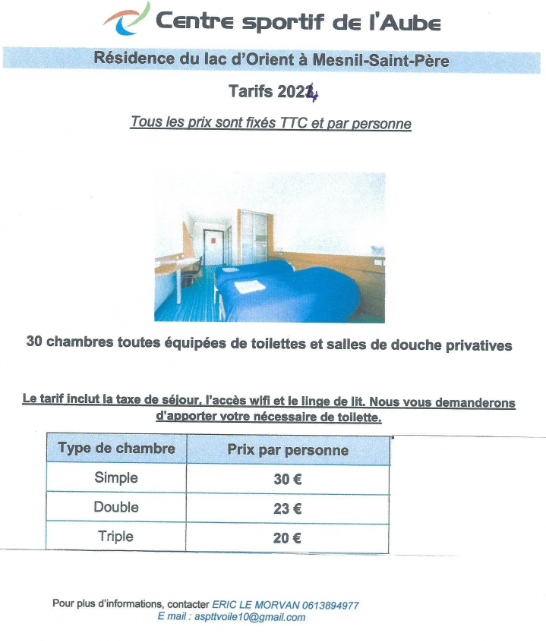 Centre sportif de l'Aube
Résidence du lac d'Orient à Mesnil-Saint-Père
Tarifs 2024
Tous les prix sont fixés TTC et par personne
30 chambres toutes équipées de toilettes et salles de douche privatives
Le tarif inclut la taxe de séjour, l'accès wifi et le linge de lit. Nous vous demanderons
d'apporter votre nécessaire de toilette.
Type de chambre Prix par personne
Simple 30 €
Double 23 €
Triple 20 €
Pour plus d'informations, contacter ERIC LE MORVAN 0613894977
E mail : aspttvoile10@gmail.com